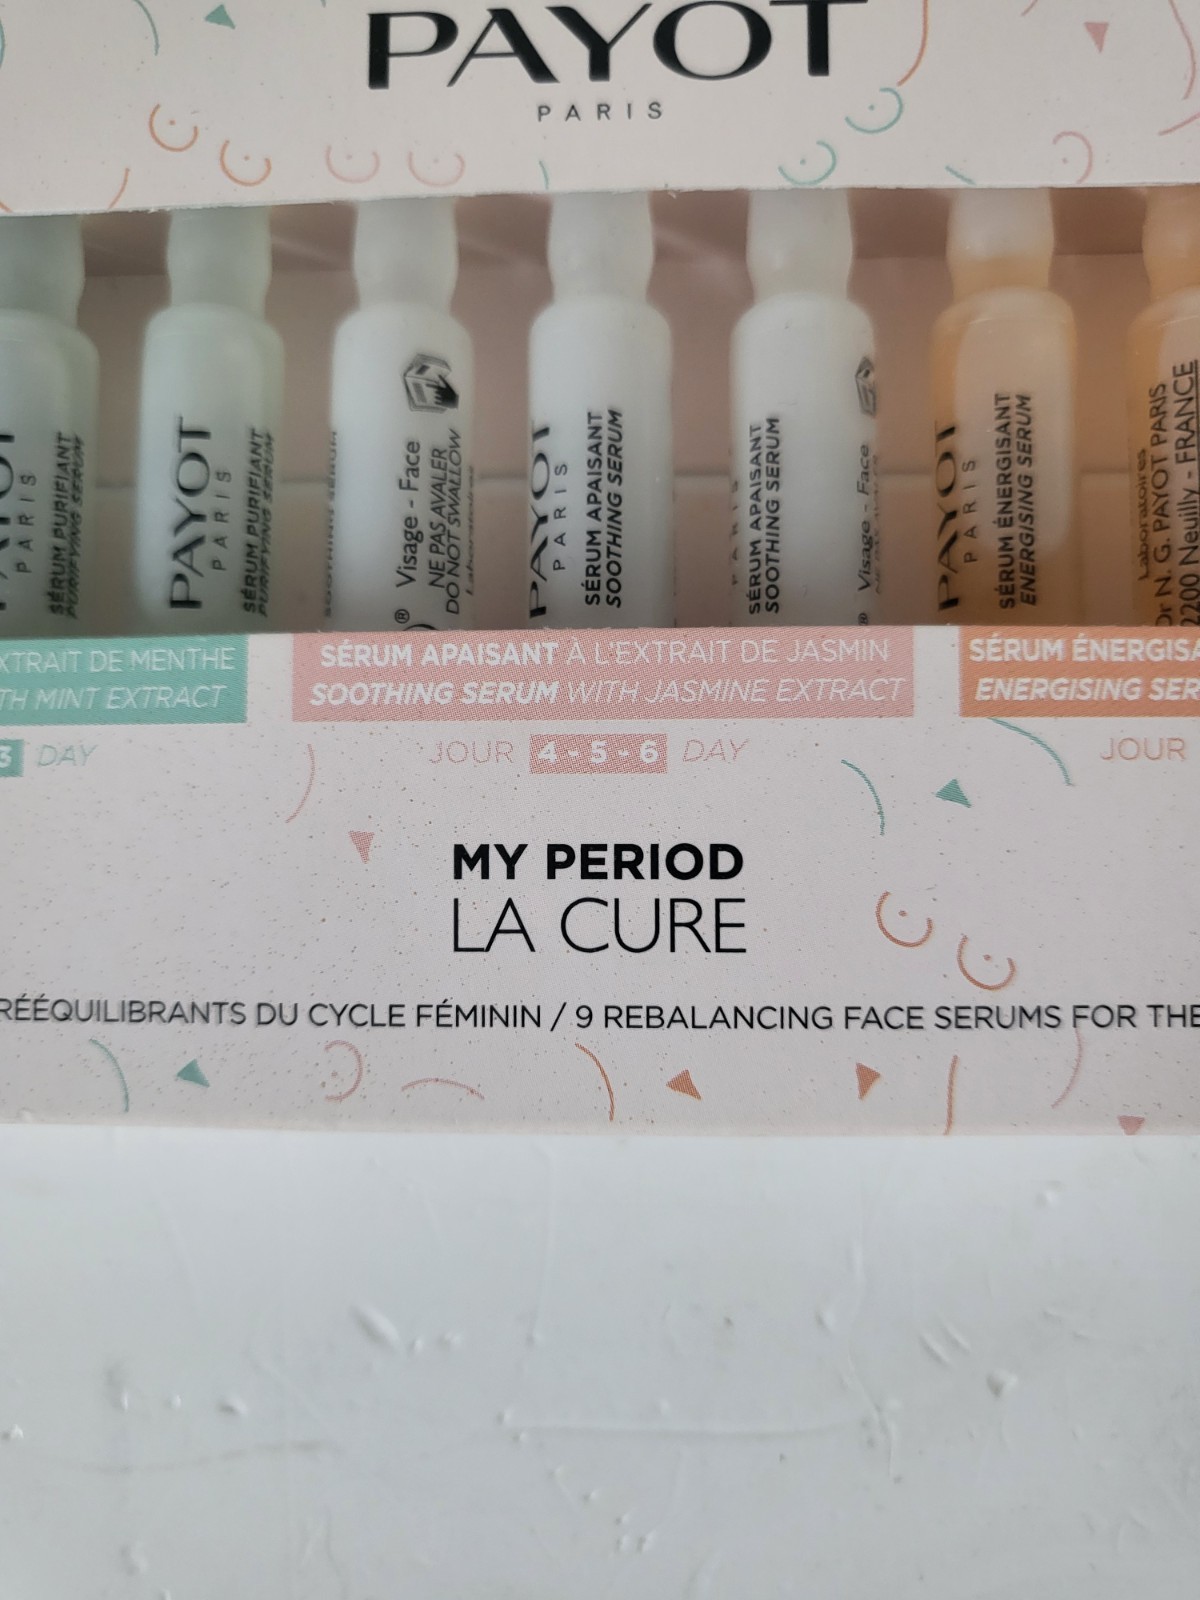 PAYOT
PARIS
PARIS
SÉRUM PURIFIANT
PURIFYING SERUM
PAYOT
PARIS
SÉRUM PURIFIANT
PURIFYING SERUM
Visage - Face
NE PAS AVALER
DO NOT SWALLOW
Laboratoires
PAYOT
PARIS
SÉRUM APAISANT
SOOTHING SERUM
PARIS
SÉRUM APAISANT
SOOTHING SERUM
Visage - Face
PAYOT
PARIS
SÉRUM ÉNERGISANT
ENERGISING SERUM
Laboratoires
Dr N. G. PAYOT PARIS
2200 Neuilly - FRANCE
XTRAIT DE MENTHE
TH MINT EXTRACT
3 DAY
SÉRUM APAISANT À L'EXTRAIT DE JASMIN
SOOTHING SERUM WITH JASMINE EXTRACT
JOUR 4 - 5 - 6 DAY
SÉRUM ÉNERGISA
ENERGISING SER
JOUR
MY PERIOD
LA CURE
RÉÉQUILIBRANTS DU CYCLE FÉMININ / 9 REBALANCING FACE SERUMS FOR THE